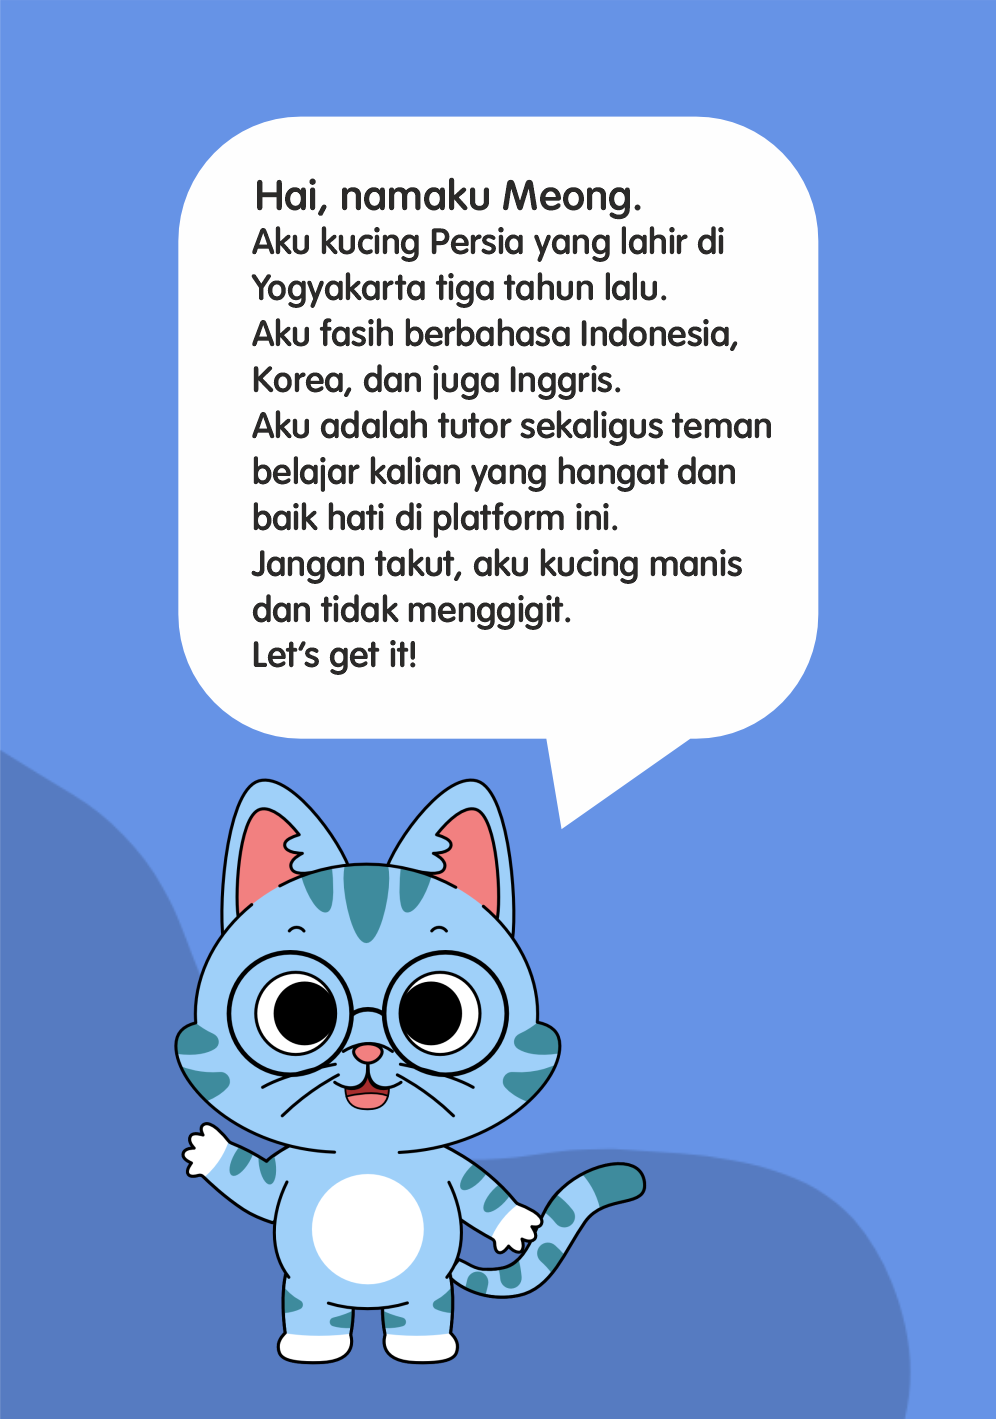 Hai, namaku Meong.
Aku kucing Persia yang lahir di
Yogyakarta tiga tahun lalu.
Aku fasih berbahasa Indonesia,
Korea, dan juga Inggris.
Aku adalah tutor sekaligus teman
belajar kalian yang hangat dan
baik hati di platform ini.
Jangan takut, aku kucing manis
dan tidak menggigit.
Let's get it!